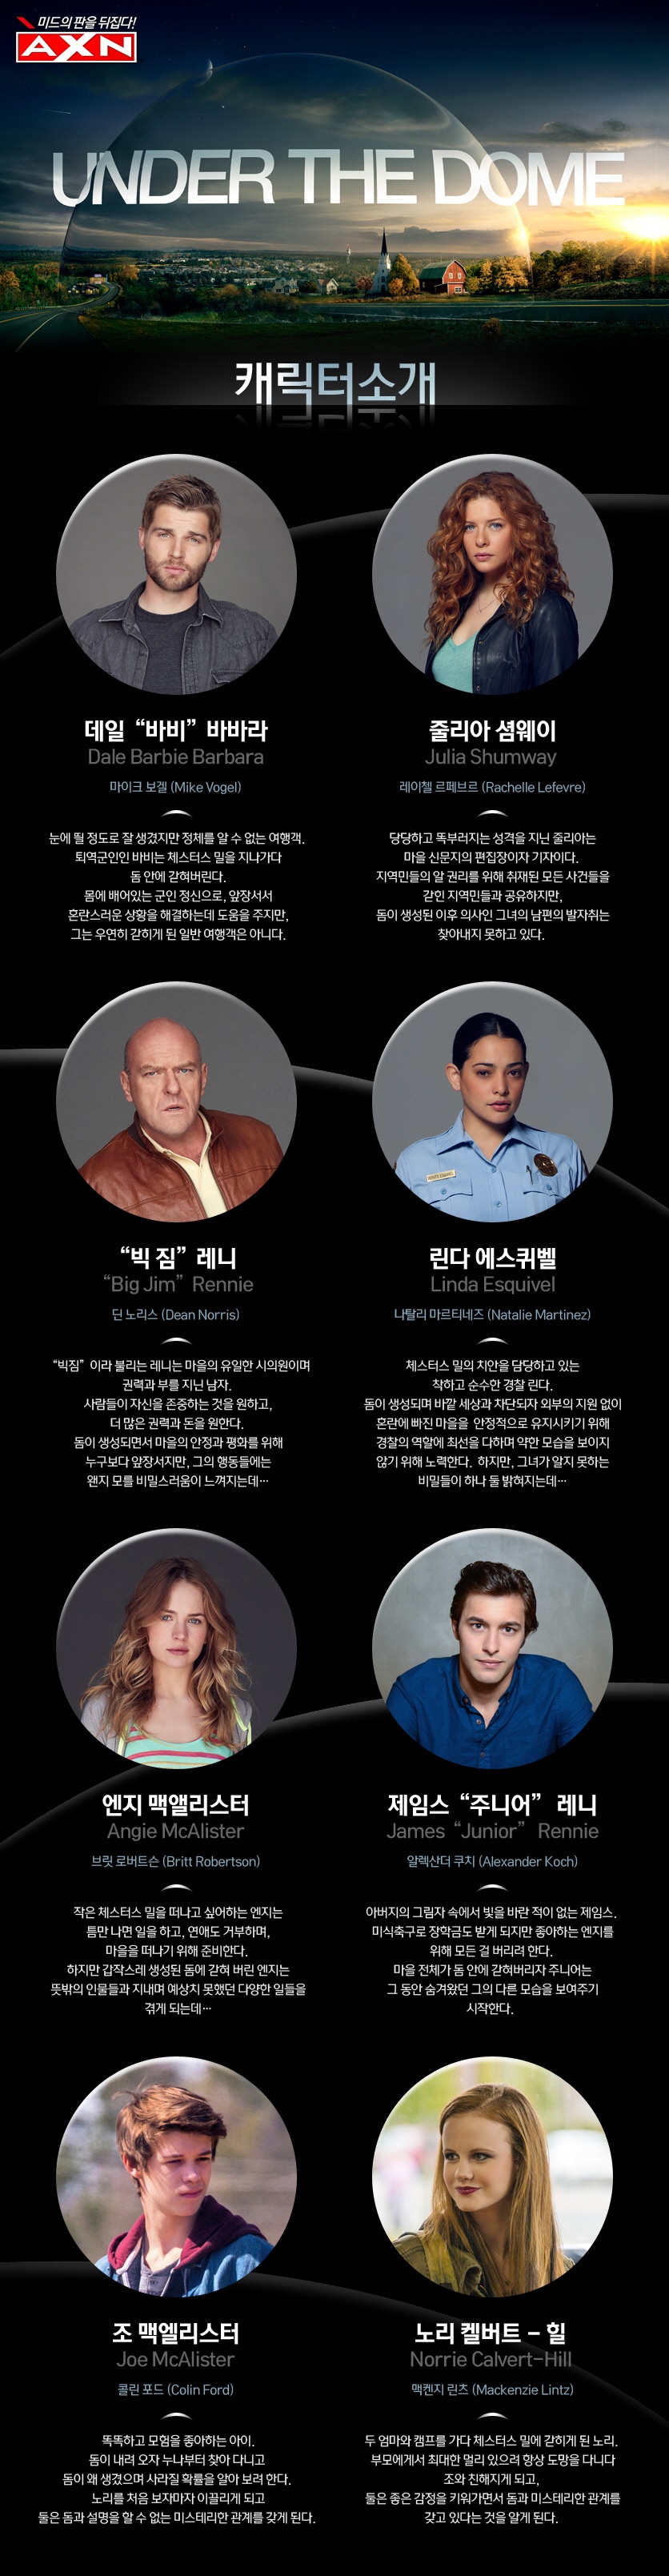 미드의 판을 뒤집다!
AXN
UNDER THE DOME
캐릭터소개
데일 “바비” 바바라
Dale Barbie Barbara
마이크 보겔 (Mike Vogel)
눈에 띌 정도로 잘 생겼지만 정체를 알 수 없는 여행객.
퇴역군인인 바비는 체스터스 밀을 지나가다
돔 안에 갇혀버린다.
몸에 배어있는 군인 정신으로, 앞장서서
혼란스러운 상황을 해결하는데 도움을 주지만,
그는 우연히 갇히게 된 일반 여행객은 아니다.
줄리아 셤웨이
Julia Shumway
레이첼 르페브르 (Rachelle Lefevre)
당당하고 똑부러지는 성격을 지닌 줄리아는
마을 신문지의 편집장이자 기자이다.
지역민들의 알 권리를 위해 취재된 모든 사건들을
갇인 지역민들과 공유하지만,
돔이 생성된 이후 의사인 그녀의 남편의 발자취는
찾아내지 못하고 있다.
“빅 짐” 레니
“Big Jim” Rennie
딘 노리스 (Dean Norris)
“빅짐” 이라 불리는 레니는 마을의 유일한 시의원이며
권력과 부를 지닌 남자.
사람들이 자신을 존중하는 것을 원하고,
더 많은 권력과 돈을 원한다.
돔이 생성되면서 마을의 안정과 평화를 위해
누구보다 앞장서지만, 그의 행동들에는
왠지 모를 비밀스러움이 느껴지는데…
린다 에스퀴벨
Linda Esquivel
나탈리 마르티네즈 (Natalie Martinez)
체스터스 밀의 치안을 담당하고 있는
착하고 순수한 경찰 린다.
돔이 생성되며 바깥 세상과 차단되자 외부의 지원 없이
혼란에 빠진 마을을 안정적으로 유지시키기 위해
경찰의 역할에 최선을 다하며 약한 모습을 보이지
않기 위해 노력한다. 하지만, 그녀가 알지 못하는
비밀들이 하나 둘 밝혀지는데…
엔지 맥앨리스터
Angie McAlister
브릿 로버트슨 (Britt Robertson)
작은 체스터스 밀을 떠나고 싶어하는 엔지는
틈만 나면 일을 하고, 연애도 거부하며,
마을을 떠나기 위해 준비한다.
하지만 갑작스레 생성된 돔에 갇혀 버린 엔지는
뜻밖의 인물들과 지내며 예상치 못했던 다양한 일들을
겪게 되는데…
제임스 “주니어” 레니
James “Junior” Rennie
알렉산더 쿠치 (Alexander Koch)
아버지의 그림자 속에서 빛을 바란 적이 없는 제임스.
미식축구로 장학금도 받게 되지만 좋아하는 엔지를
위해 모든 걸 버리려 한다.
마을 전체가 돔 안에 갇혀버리자 주니어는
그 동안 숨겨왔던 그의 다른 모습을 보여주기
시작한다.
조 맥엘리스터
Joe McAlister
콜린 포드 (Colin Ford)
똑똑하고 모험을 좋아하는 아이.
돔이 내려 오자 누나부터 찾아 다니고
돔이 왜 생겼으며 사라질 확률을 알아 보려 한다.
노리를 처음 보자마자 이끌리게 되고
둘은 돔과 설명을 할 수 없는 미스테리한 관계를 갖게 된다.
노리 켈버트 – 힐
Norrie Calvert-Hill
맥켄지 린츠 (Mackenzie Lintz)
두 엄마와 캠프를 가다 체스터스 밀에 갇히게 된 노리.
부모에게서 최대한 멀리 있으려 항상 도망을 다니다
조와 친해지게 되고,
둘은 좋은 감정을 키워가면서 돔과 미스테리한 관계를
갖고 있다는 것을 알게 된다.